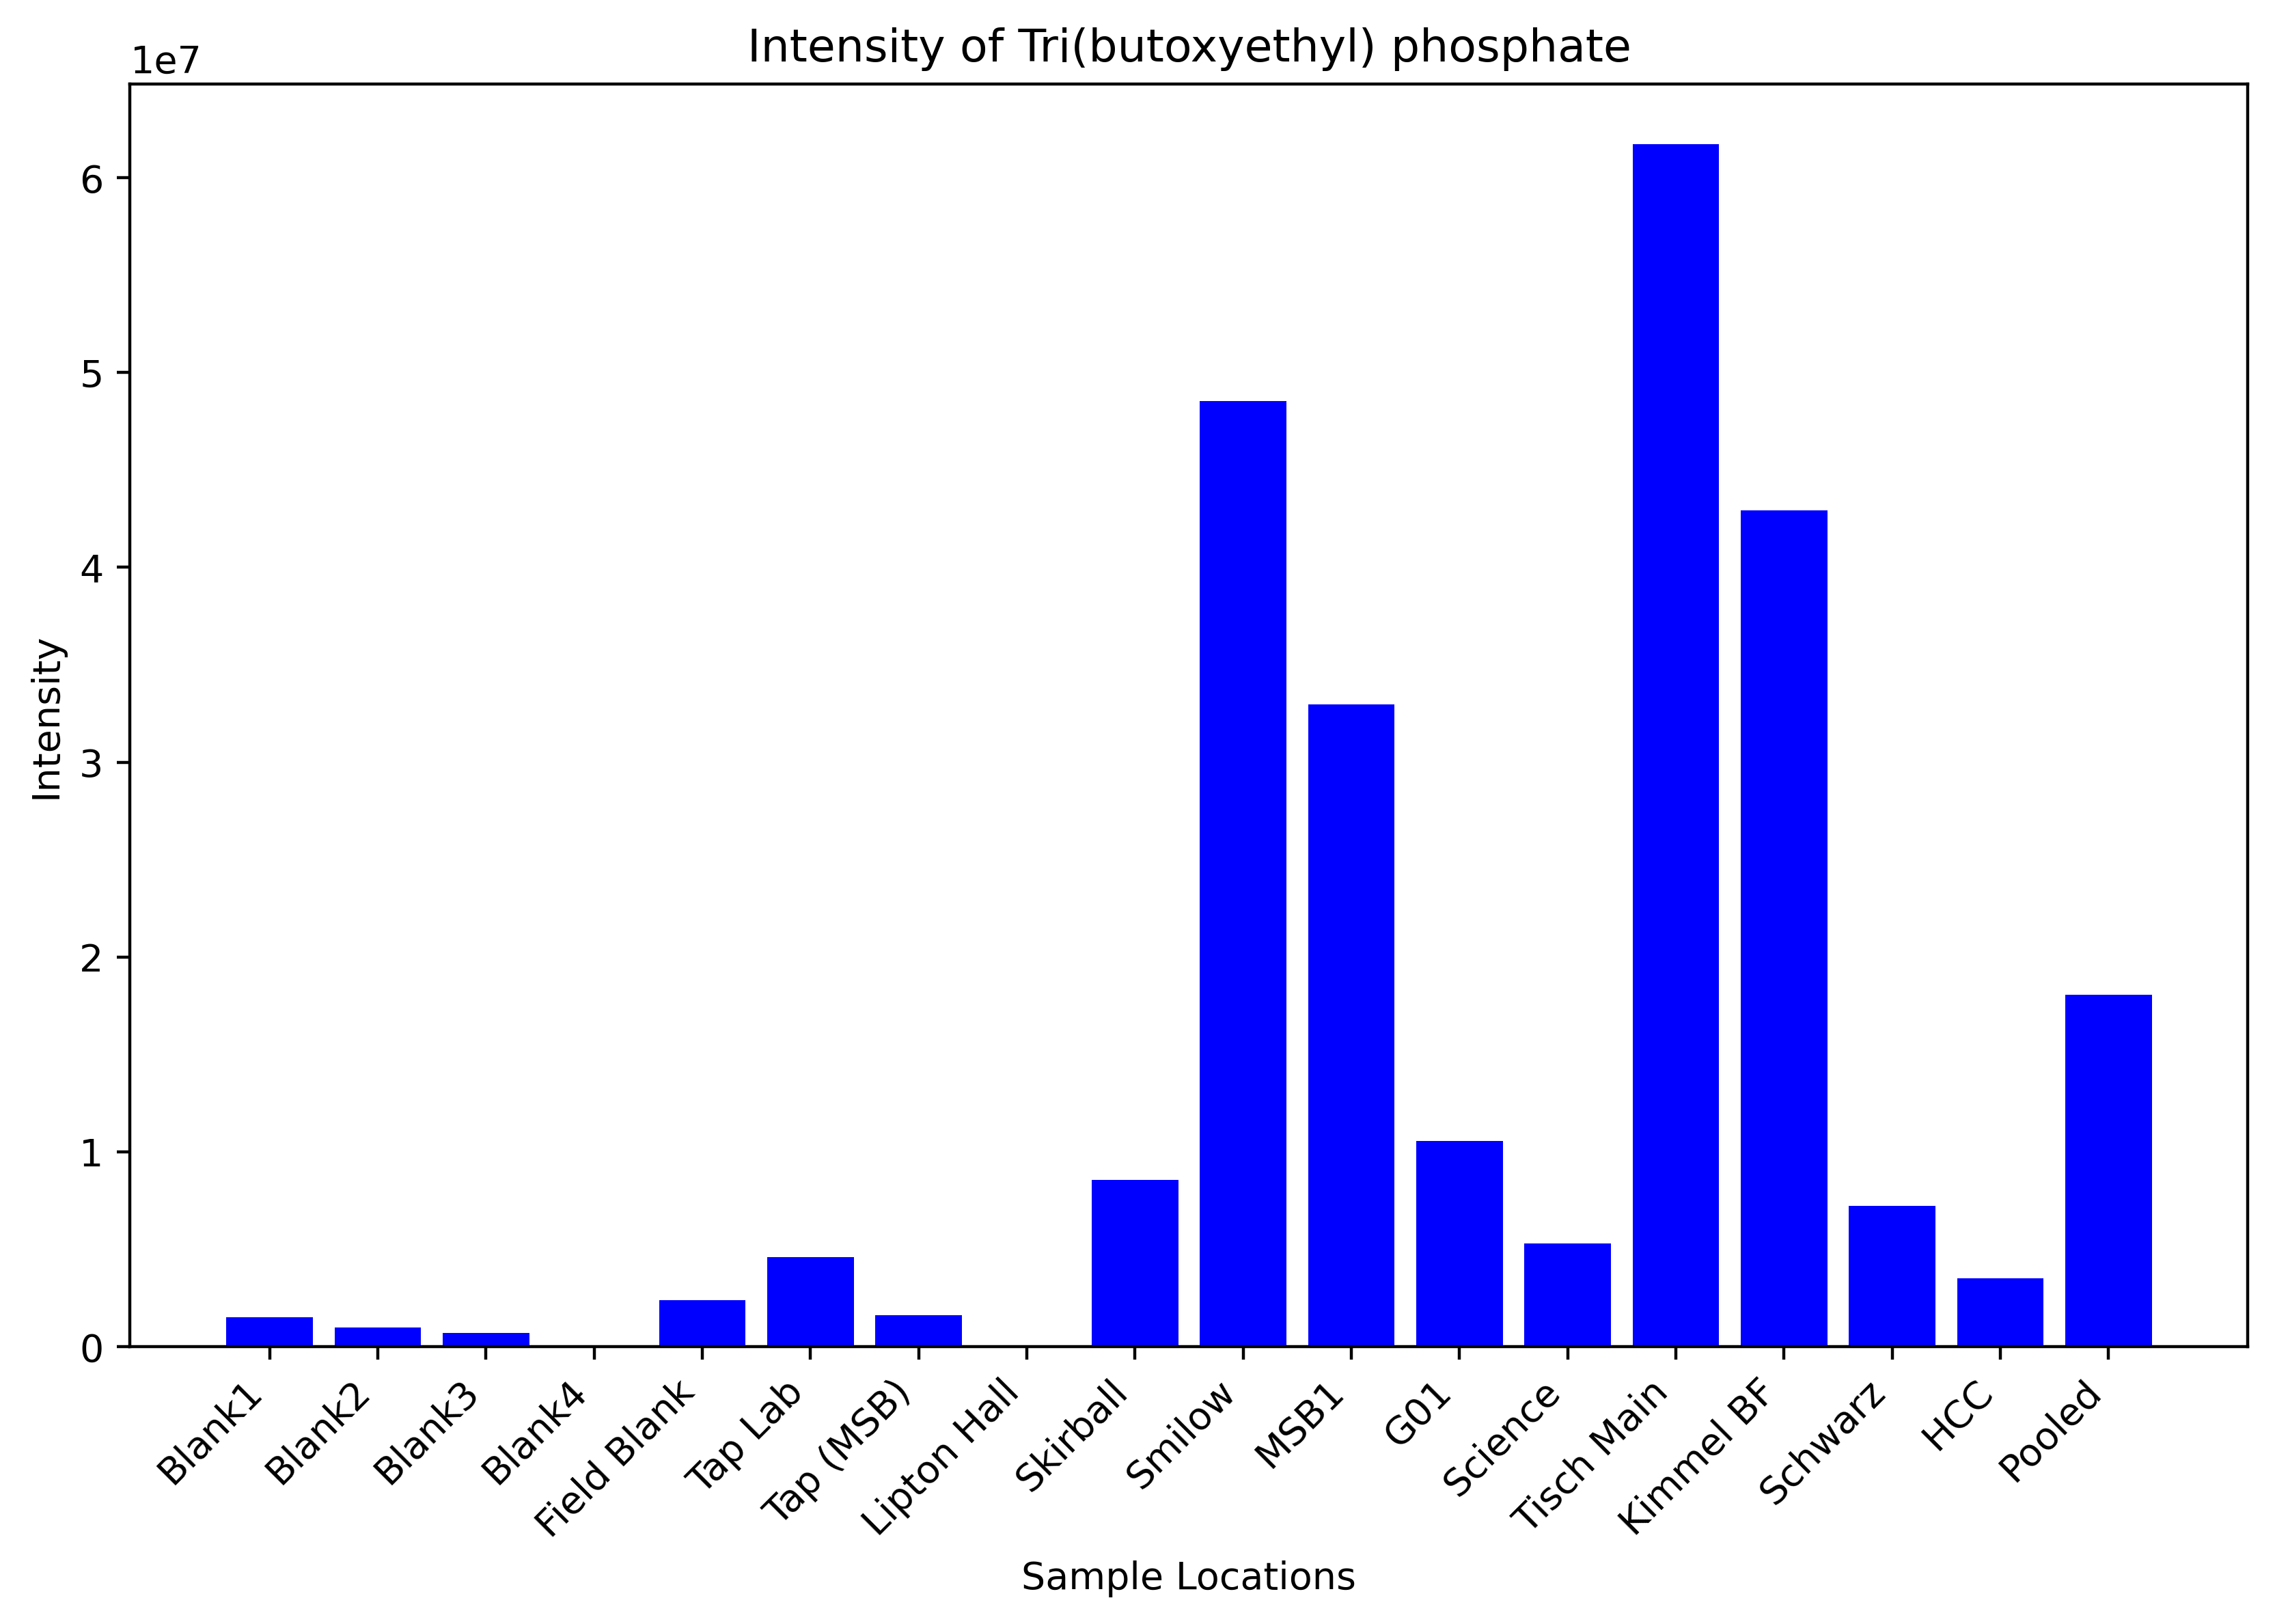 Intensity of Tri(butoxyethyl) phosphate
1e7
6
5
4
3
2
1
0
Intensity
Blank1
Blank2
Blank3
Blank4
Field Blank
Tap Lab
Tap (MSB)
Lipton Hall
Skirball
Smilow
MSB1
G01
Science
Tisch Main
Kimmel BF
Schwarz
HCC
Pooled
Sample Locations